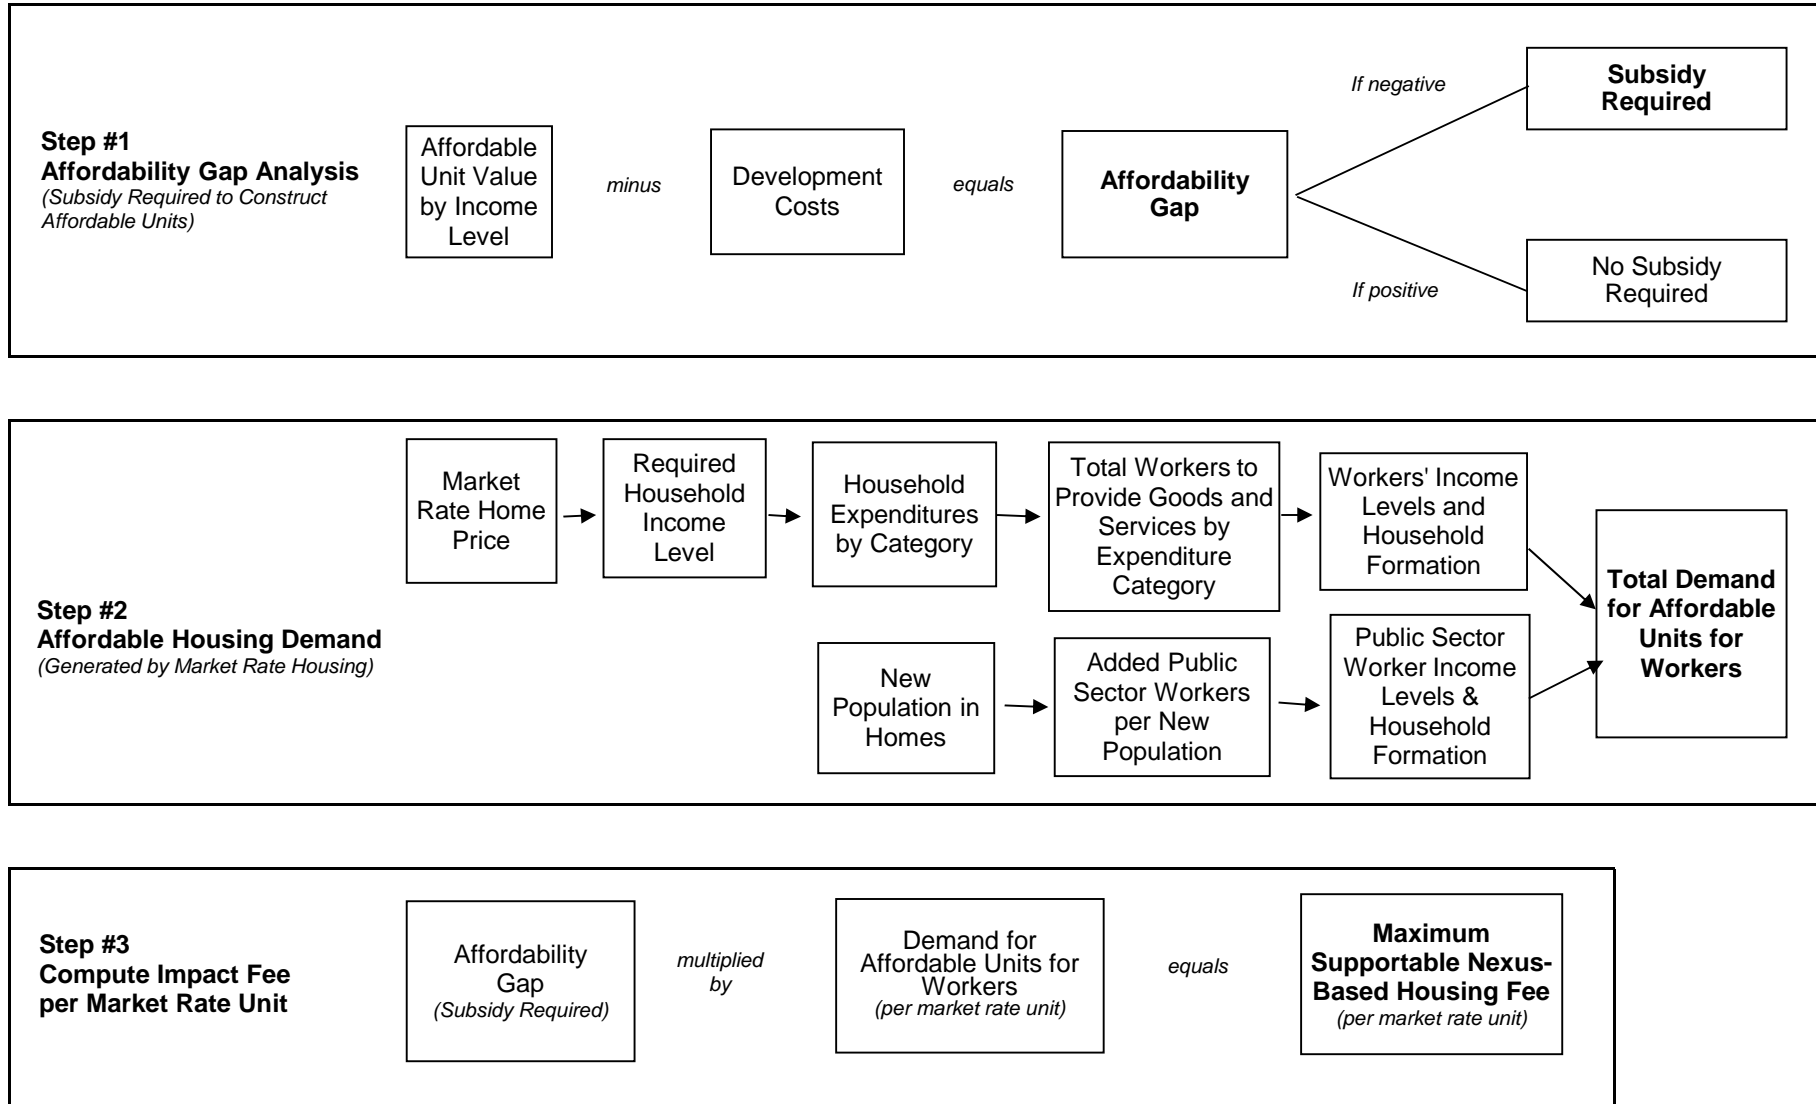 Step #1
Affordability Gap Analysis
(Subsidy Required to Construct
Affordable Units)
Affordable
Unit Value
by Income
Level
minus
Development
Costs
equals
Affordability
Gap
If negative
Subsidy
Required
If positive
No Subsidy
Required
Step #2
Affordable Housing Demand
(Generated by Market Rate Housing)
Market
Rate Home
Price
Required
Household
Income
Level
Household
Expenditures
by Category
Total Workers to
Provide Goods and
Services by
Expenditure
Category
Workers' Income
Levels and
Household
Formation
New
Population in
Homes
Added Public
Sector Workers
per New
Population
Public Sector
Worker Income
Levels &
Household
Formation
Total Demand
for Affordable
Units for
Workers
Step #3
Compute Impact Fee
per Market Rate Unit
Affordability
Gap
(Subsidy Required)
multiplied
by
Demand for
Affordable Units for
Workers
(per market rate unit)
equals
Maximum
Supportable Nexus-
Based Housing Fee
(per market rate unit)